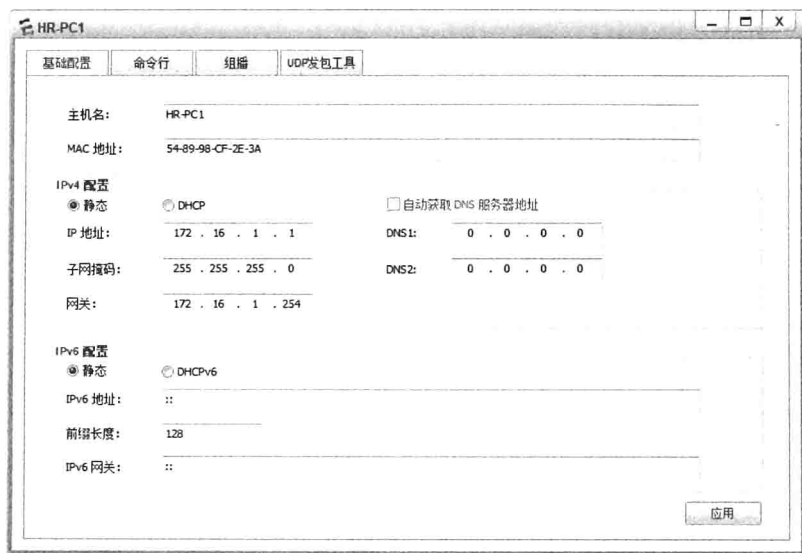 HR-PC1
基础配置 命令行 组播 UDP发包工具
主机名： HR-PC1
MAC 地址： 54-89-98-CF-2E-3A
IPv4 配置
静态 DHCP 自动获取 DNS 服务器地址
IP 地址： 172 . 16 . 1 . 1 DNS1: 0 . 0 . 0 . 0
子网掩码： 255 . 255 . 255 . 0 DNS2: 0 . 0 . 0 . 0
网关： 172 . 16 . 1 . 254
IPv6 配置
静态 DHCPv6
IPv6 地址： ::
前缀长度： 128
IPv6 网关： ::
应用